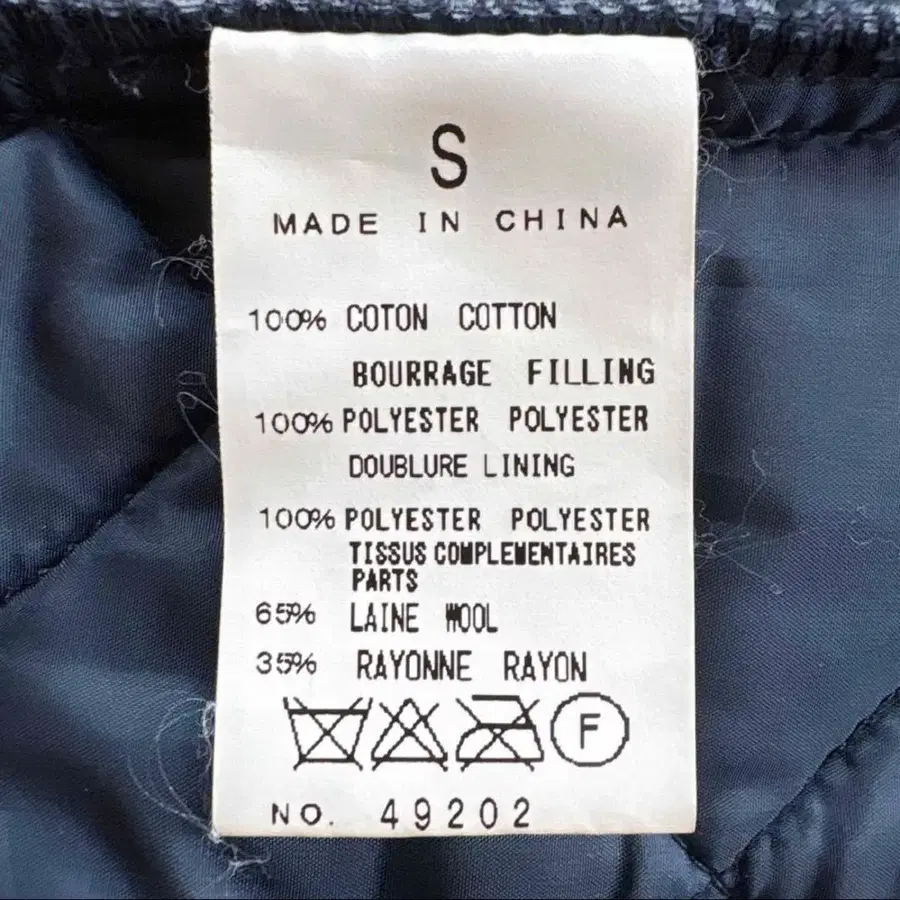 S
MADE IN CHINA
100% COTON COTTON
BOURRAGE FILLING
100% POLYESTER POLYESTER
DOUBLURE LINING
100% POLYESTER POLYESTER
TISSUS COMPLEMENTAIRES
PARTS
65% LAINE WOOL
35% RAYONNE RAYON
F
NO. 49202